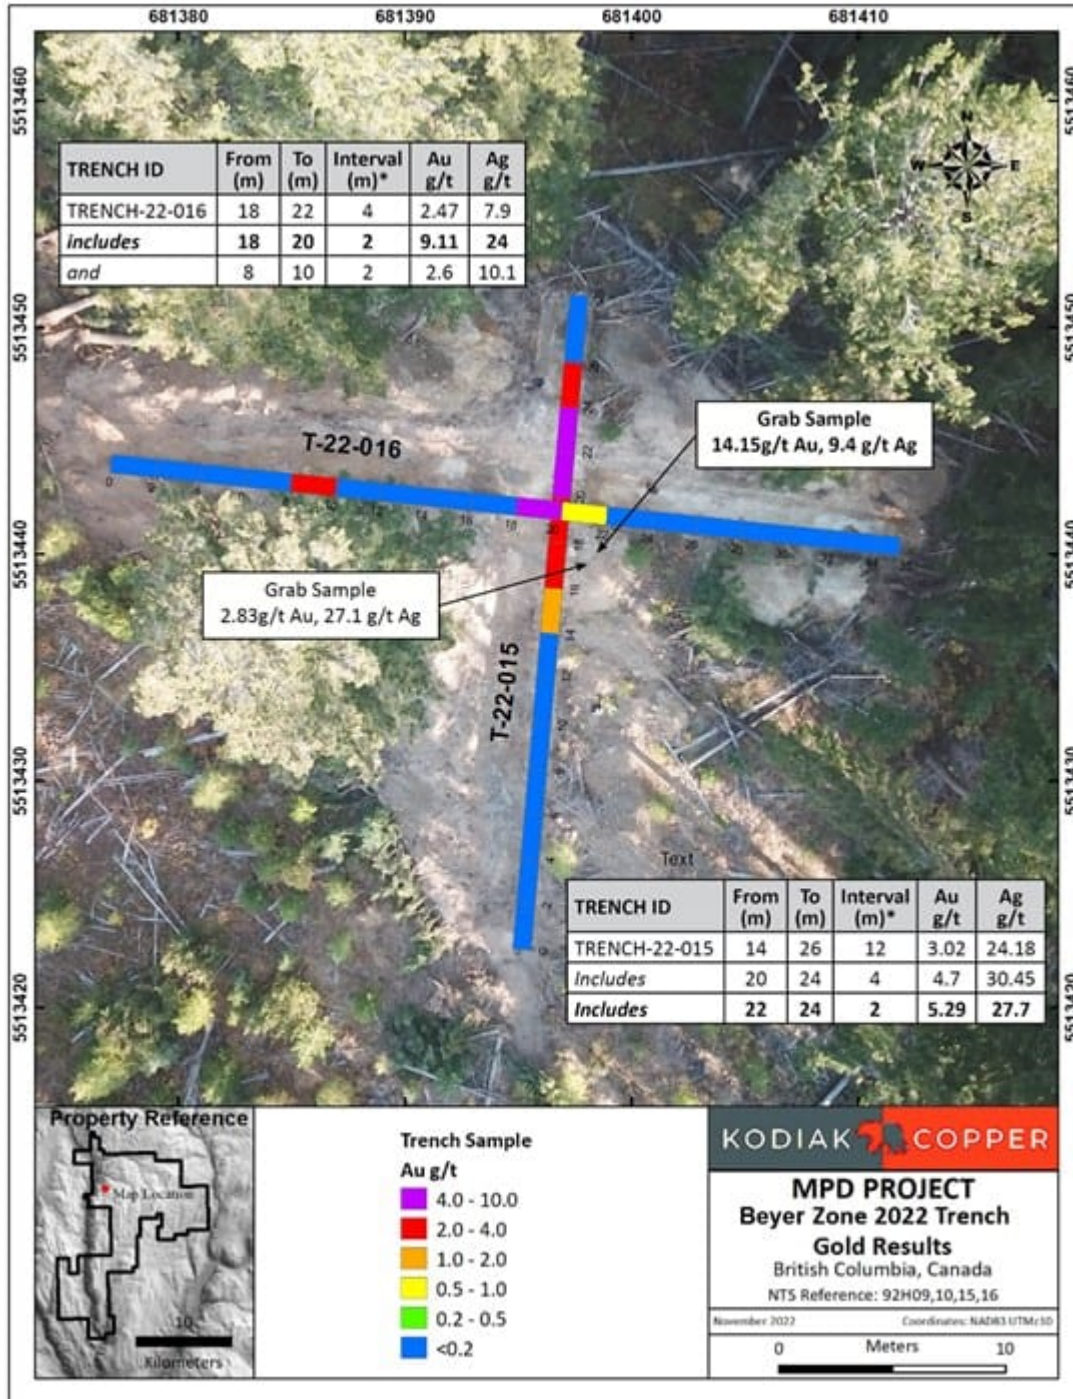 681380 681390 681400 681410
5513460 5513460
N
W E
S
TRENCH ID From (m) To (m) Interval (m)* Au g/t Ag g/t
TRENCH-22-016 18 22 4 2.47 7.9
includes 18 20 2 9.11 24
and 8 10 2 2.6 10.1
5513450 5513450
Grab Sample
14.15g/t Au, 9.4 g/t Ag
T-22-016
5513440 5513440
Grab Sample
2.83g/t Au, 27.1 g/t Ag
T-22-015
5513430 5513430
Text
TRENCH ID From (m) To (m) Interval (m)* Au g/t Ag g/t
TRENCH-22-015 14 26 12 3.02 24.18
Includes 20 24 4 4.7 30.45
Includes 22 24 2 5.29 27.7
5513420 5513420
Property Reference
Map Location
10
Kilometers
Trench Sample
Au g/t
4.0 - 10.0
2.0 - 4.0
1.0 - 2.0
0.5 - 1.0
0.2 - 0.5
<0.2
KODIAK COPPER
MPD PROJECT
Beyer Zone 2022 Trench
Gold Results
British Columbia, Canada
NTS Reference: 92H09,10,15,16
November 2022 Coordinates: NAD83 UTMz10
0 Meters 10